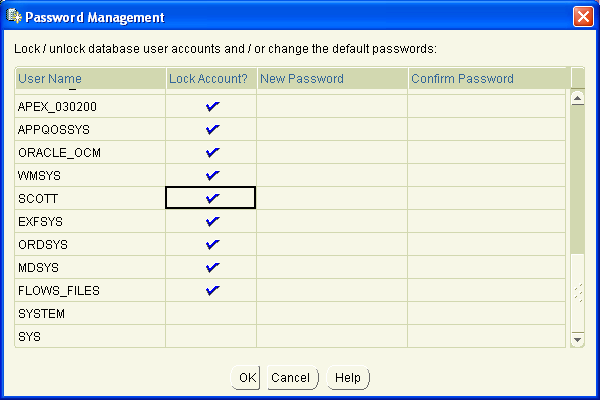 Password Management
Lock / unlock database user accounts and / or change the default passwords:
User Name Lock Account? New Password Confirm Password
APEX_030200
APPQOSSYS
ORACLE_OCM
WMSYS
SCOTT
EXFSYS
ORDSYS
MDSYS
FLOWS_FILES
SYSTEM
SYS
OK Cancel Help